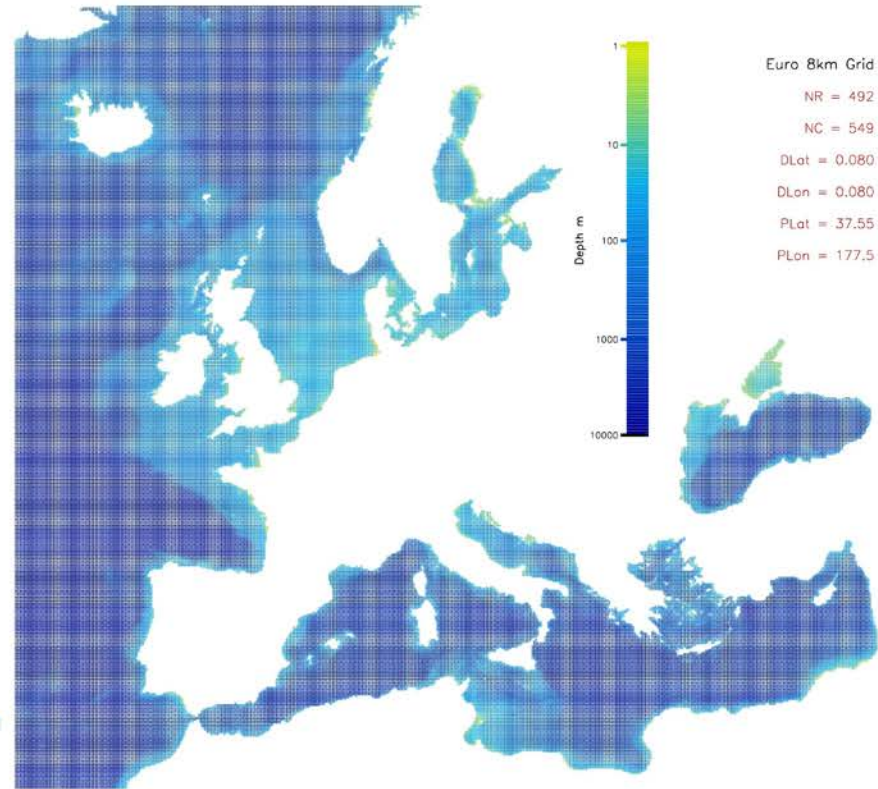 1
10
100
1000
10000
Depth m
Euro 8km Grid
NR = 492
NC = 549
DLat = 0.080
DLon = 0.080
PLat = 37.55
PLon = 177.5